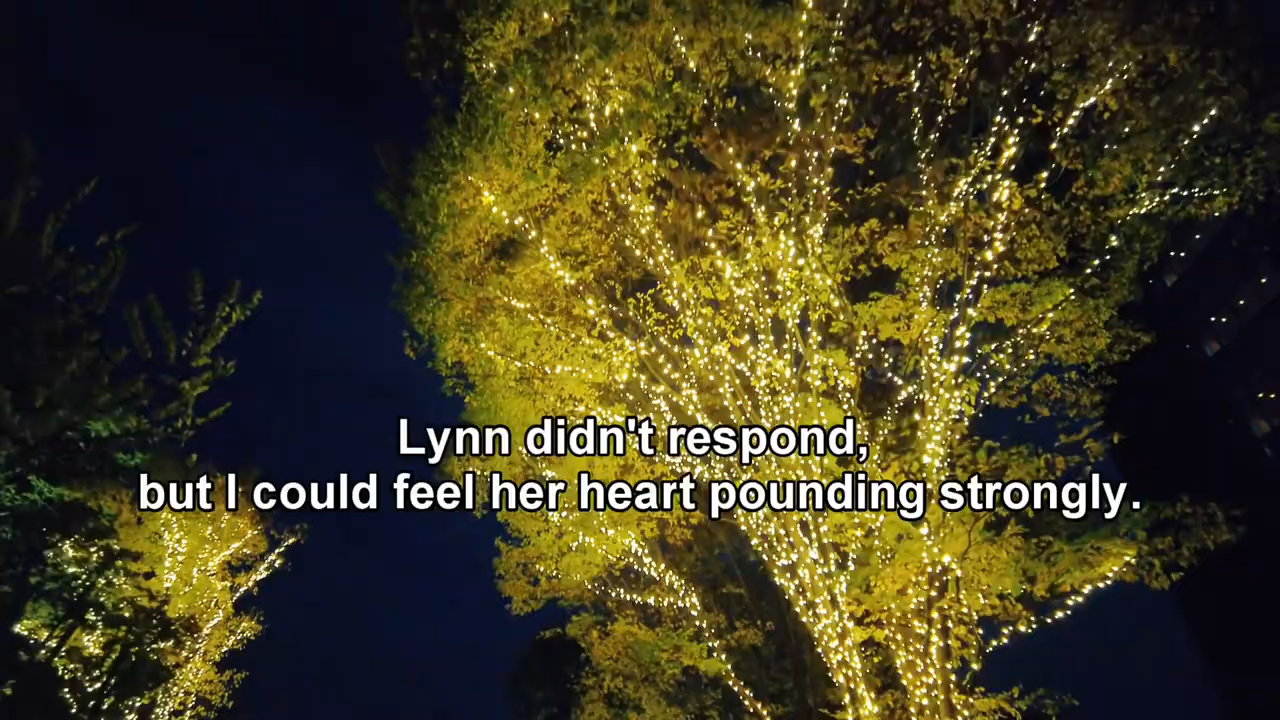 Lynn didn't respond,
but I could feel her heart pounding strongly.